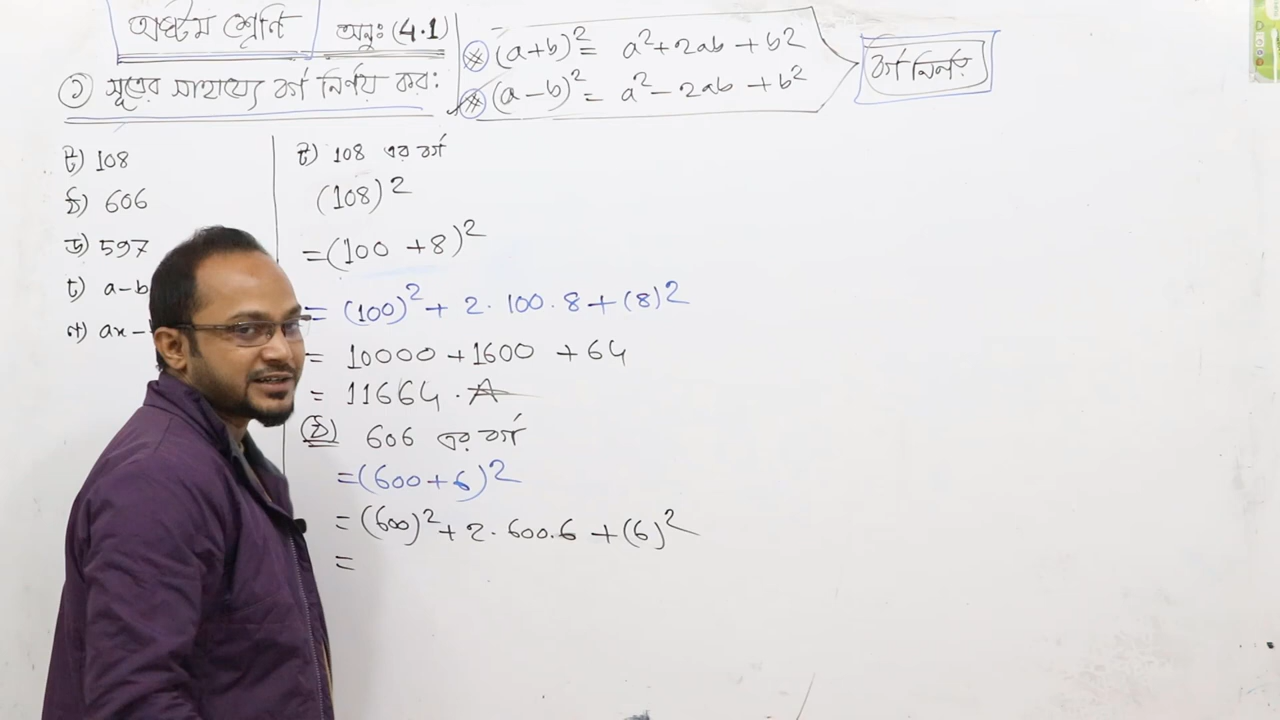 অষ্টম শ্রেণি অনুঃ (4.1)
১ সূত্রের সাহায্যে বর্গ নির্ণয় কর:
(a+b)² = a²+2ab+b²
(a-b)² = a²-2ab+b²
বর্গ নির্ণয়
ট) 108
ঠ) 606
ড) 597
ঢ) a-b
ণ) ax-
ট) 108 এর বর্গ
(108)²
=(100+8)²
= (100)²+2.100.8+(8)²
= 10000+1600+64
= 11664. A
ঠ) 606 এর বর্গ
=(600+6)²
=(600)²+2.600.6+(6)²
=